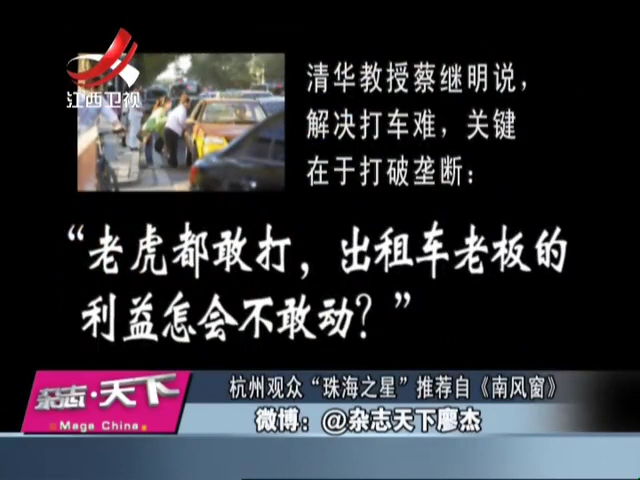 江西卫视
清华教授蔡继明说，
解决打车难，关键
在于打破垄断：
“老虎都敢打，出租车老板的
利益怎会不敢动？”
杂志·天下
Maga China
杭州观众“珠海之星”推荐自《南风窗》
微博：@杂志天下廖杰